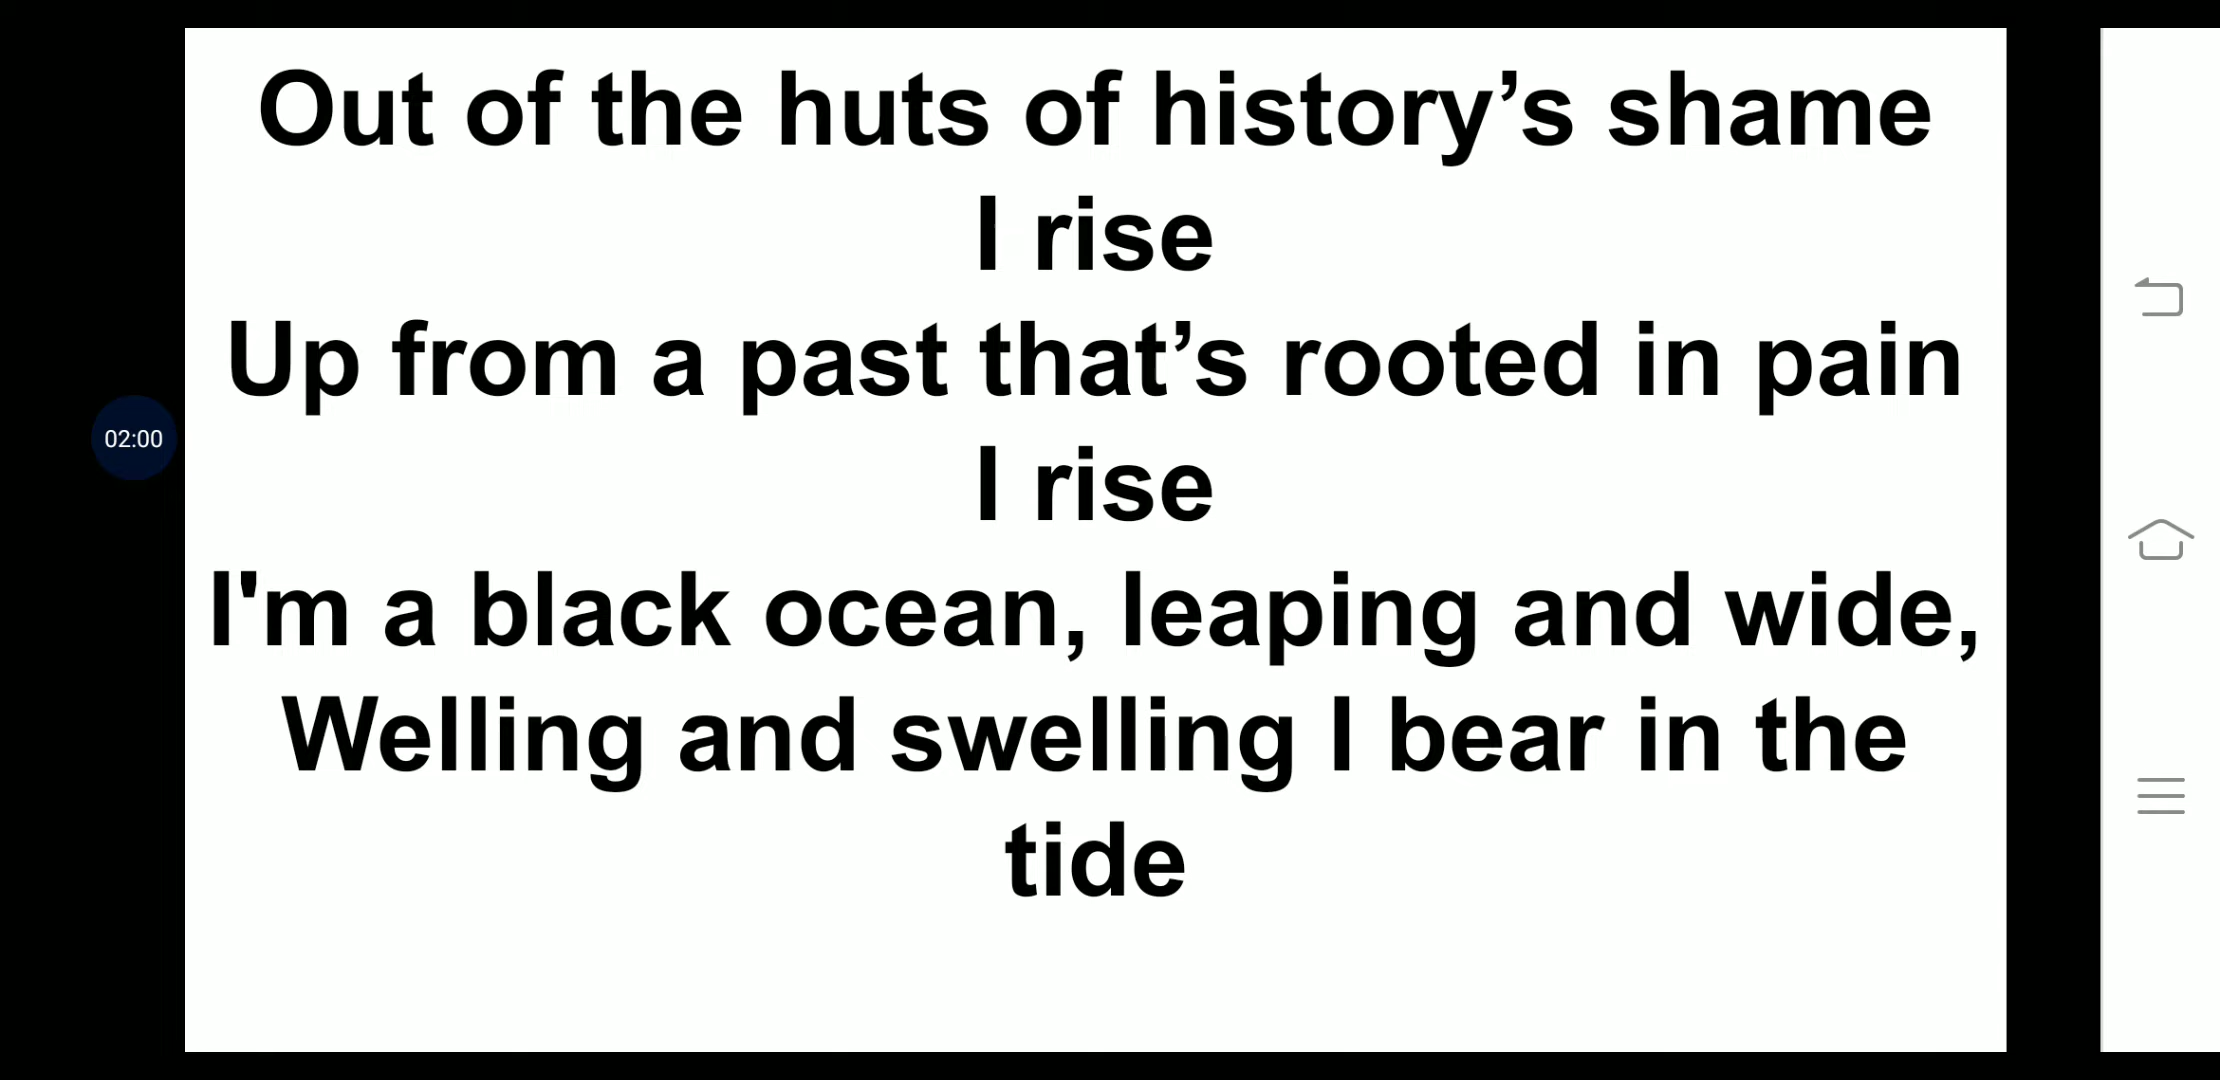 Out of the huts of history’s shame
I rise
Up from a past that’s rooted in pain
I rise
I'm a black ocean, leaping and wide,
Welling and swelling I bear in the
tide
02:00